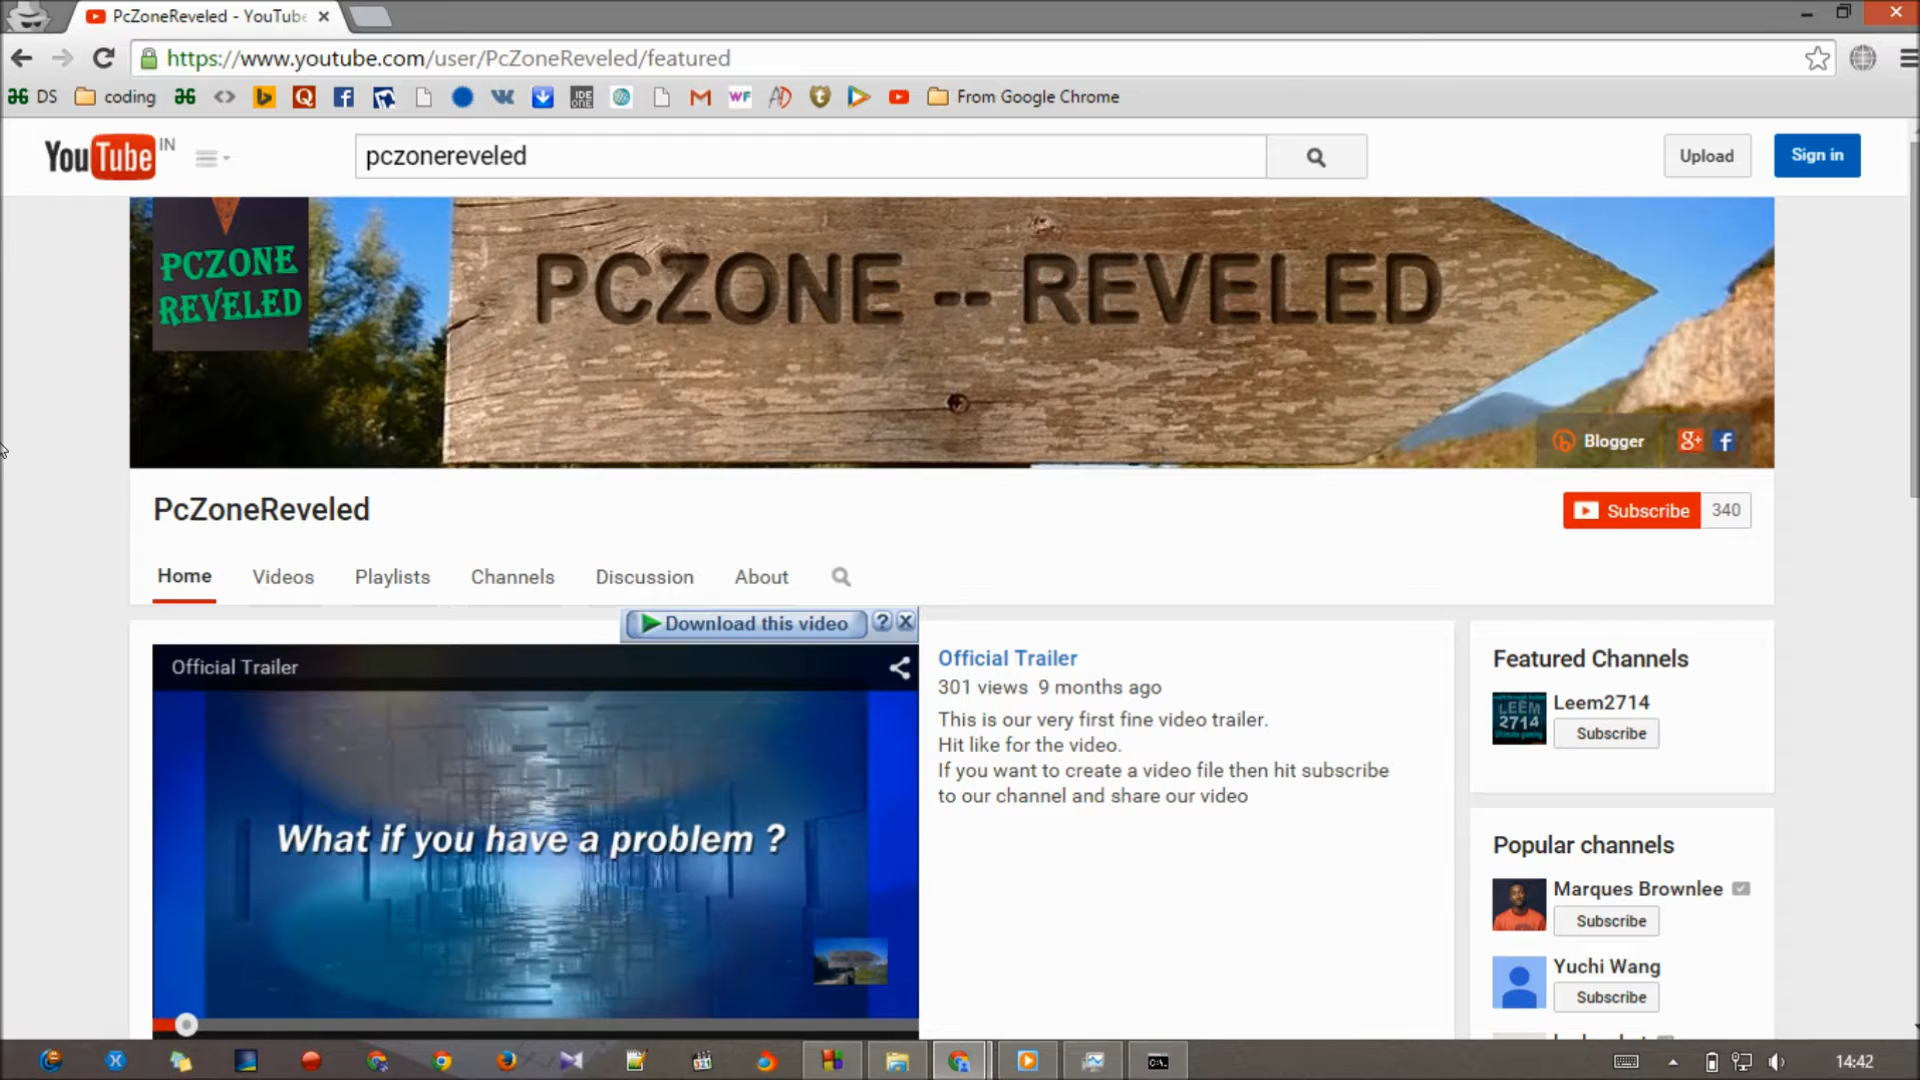 PcZoneReveled - YouTube
https://www.youtube.com/user/PcZoneReveled/featured
DS
coding
From Google Chrome
YouTube IN
pczonereveled
Upload
Sign in
PCZONE
REVELED
PCZONE -- REVELED
Blogger
PcZoneReveled
Subscribe 340
Home Videos Playlists Channels Discussion About
Download this video ? X
Official Trailer
What if you have a problem ?
Official Trailer
301 views 9 months ago
This is our very first fine video trailer.
Hit like for the video.
If you want to create a video file then hit subscribe
to our channel and share our video
Featured Channels
LEEM
2714
Leem2714
Subscribe
Popular channels
Marques Brownlee
Subscribe
Yuchi Wang
Subscribe
14:42